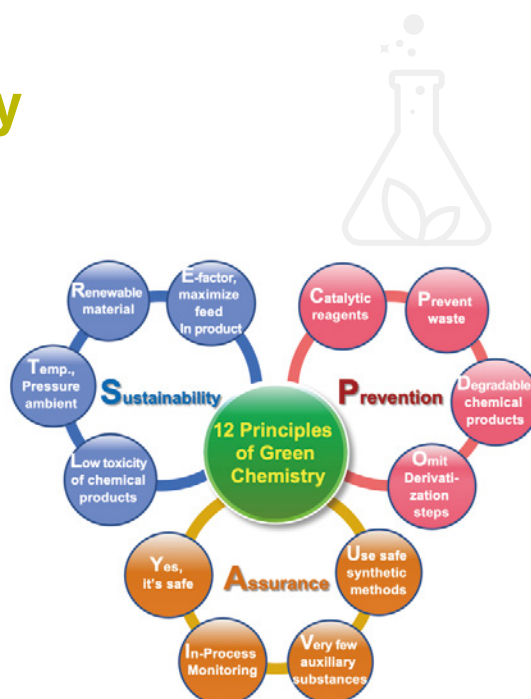 y
E-factor,
maximize
feed
In product
Renewable
material
Temp.,
Pressure
ambient
Sustainability
Low toxicity
of chemical
products
Catalytic
reagents
Prevent
waste
Prevention
Degradable
chemical
products
Omit
Derivati-
zation
steps
12 Principles
of Green
Chemistry
Yes,
it's safe
Assurance
Use safe
synthetic
methods
In-Process
Monitoring
Very few
auxiliary
substances